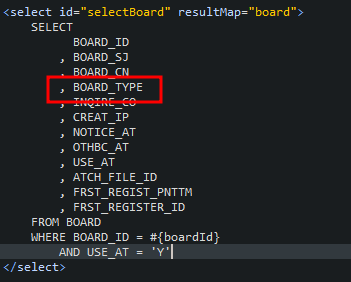 <select id="selectBoard" resultMap="board">
SELECT
BOARD_ID
, BOARD_SJ
, BOARD_CN
, BOARD_TYPE
, INQIRE_CO
, CREAT_IP
, NOTICE_AT
, OTHBC_AT
, USE_AT
, ATCH_FILE_ID
, FRST_REGIST_PNTTM
, FRST_REGISTER_ID
FROM BOARD
WHERE BOARD_ID = #{boardId}
AND USE_AT = 'Y'
</select>